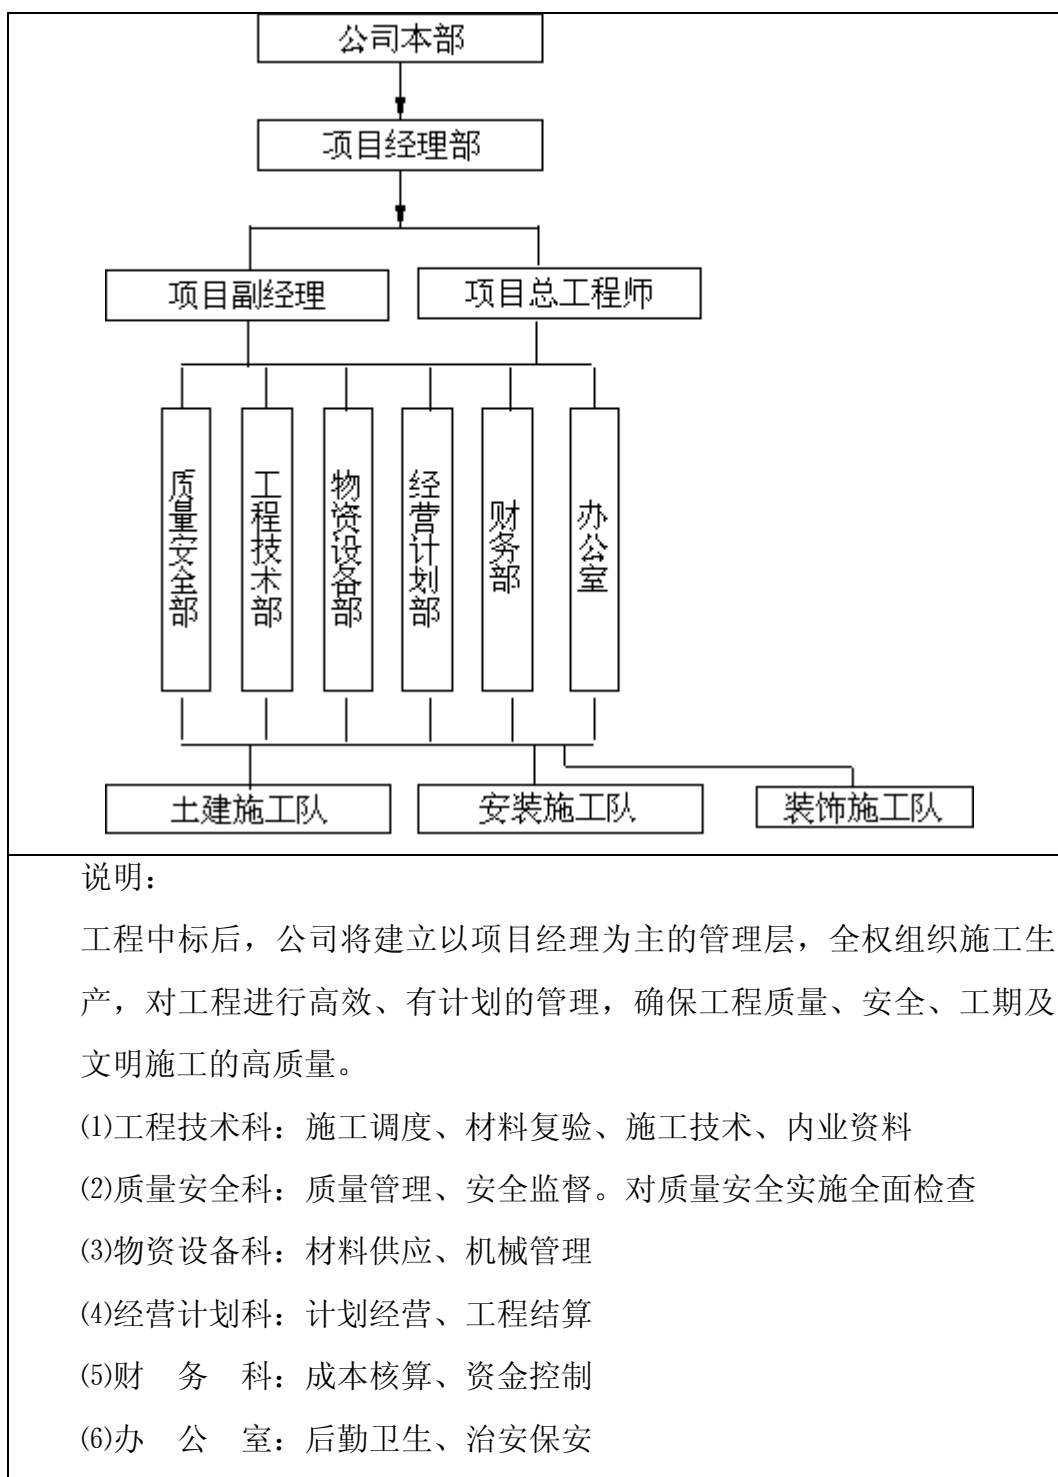 公司本部
项目经理部
项目副经理
项目总工程师
质量安全部
工程技术部
物资设备部
经营计划部
财务部
办公室
土建施工队
安装施工队
装饰施工队
说明：
工程中标后，公司将建立以项目经理为主的管理层，全权组织施工生
产，对工程进行高效、有计划的管理，确保工程质量、安全、工期及
文明施工的高质量。
⑴工程技术科：施工调度、材料复验、施工技术、内业资料
⑵质量安全科：质量管理、安全监督。对质量安全实施全面检查
⑶物资设备科：材料供应、机械管理
⑷经营计划科：计划经营、工程结算
⑸财　务　科：成本核算、资金控制
⑹办　公　室：后勤卫生、治安保安